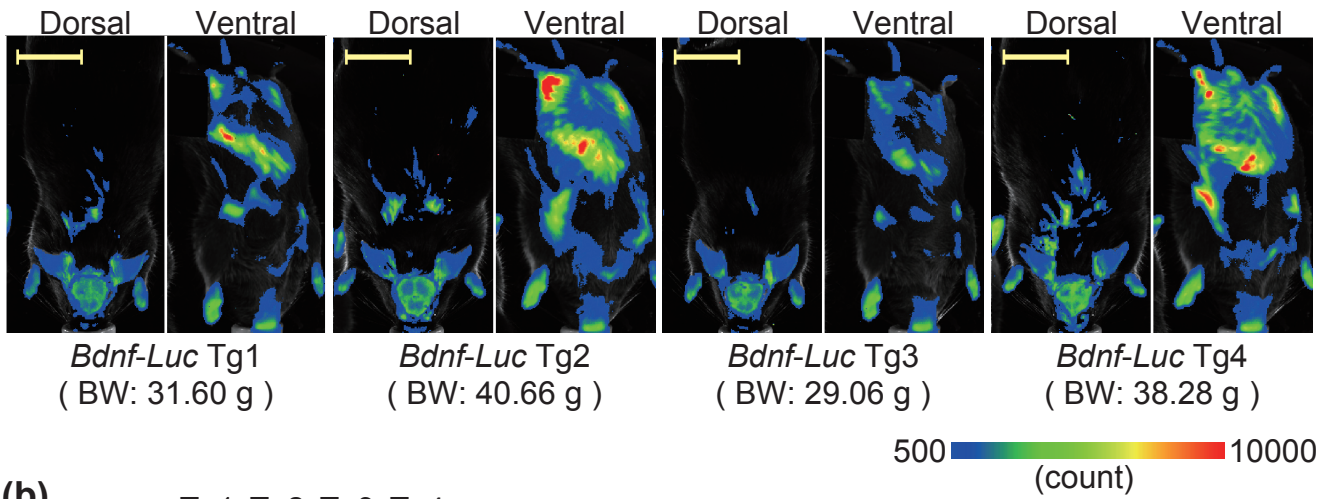 Dorsal Ventral Dorsal Ventral Dorsal Ventral Dorsal Ventral
Bdnf-Luc Tg1 Bdnf-Luc Tg2 Bdnf-Luc Tg3 Bdnf-Luc Tg4
( BW: 31.60 g ) ( BW: 40.66 g ) ( BW: 29.06 g ) ( BW: 38.28 g )
500 10000
(count)
(b)